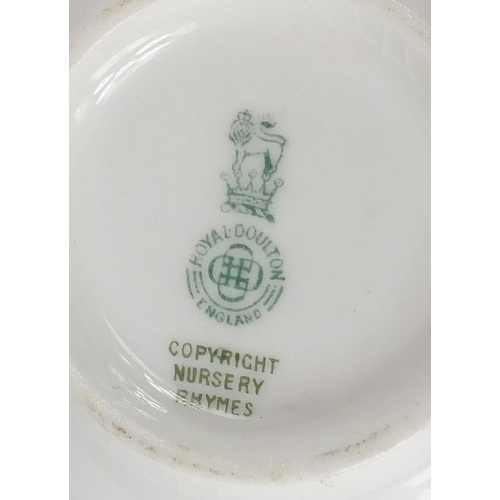 ROYAL·DOULTON
ENGLAND
COPYRIGHT
NURSERY
RHYMES